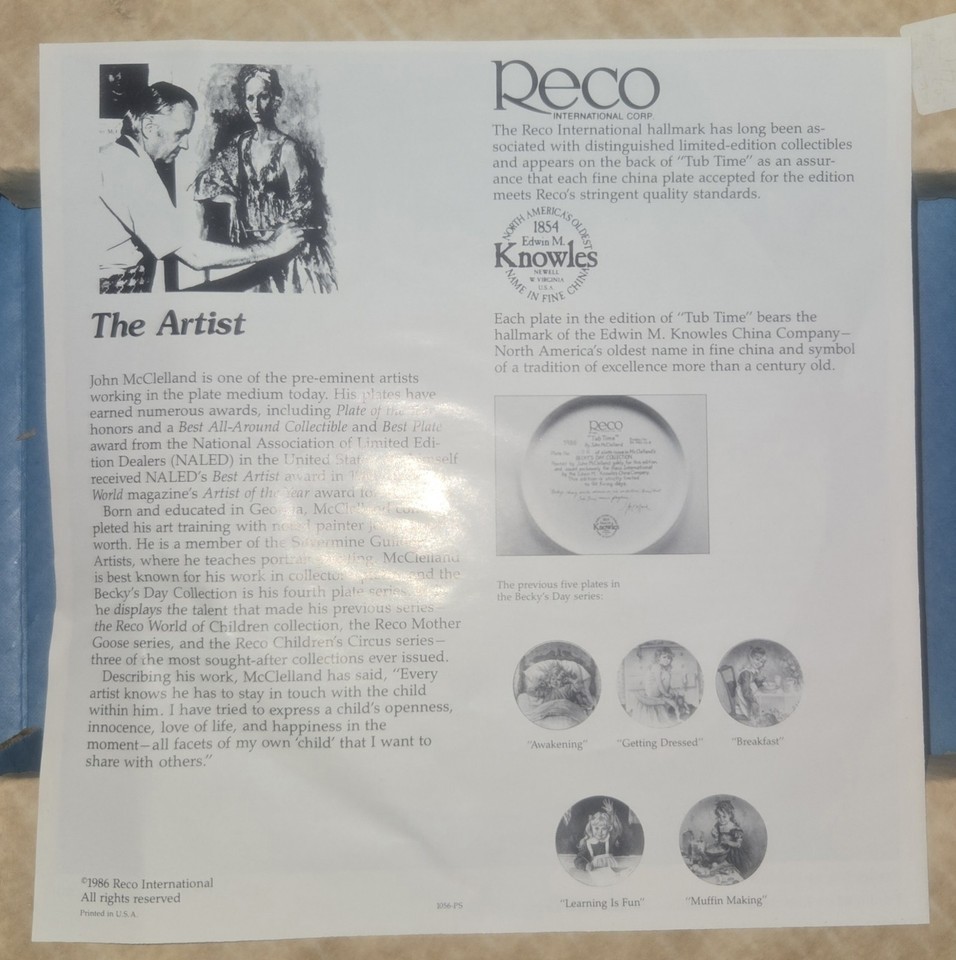 The Artist
John McClelland is one of the pre-eminent artists
working in the plate medium today. His plates have
earned numerous awards, including Plate of the
honors and a Best All-Around Collectible and Best Plate
award from the National Association of Limited Edi-
tion Dealers (NALED) in the United
received NALED's Best Artist award in
World magazine's Artist of the Year award
Born and educated in Georgia, McClelland
pleted his art training with painter
worth. He is a member of the Silvermine Guild
Artists, where he teaches portrait painting. McClelland
is best known for his work in collector and the
Becky's Day Collection is his fourth plate series.
he displays the talent that made his previous series—
the Reco World of Children collection, the Reco Mother
Goose series, and the Reco Children's Circus series—
three of the most sought-after collections ever issued.
Describing his work, McClelland has said, "Every
artist knows he has to stay in touch with the child
within him. I have tried to express a child's openness,
innocence, love of life, and happiness in the
moment—all facets of my own 'child' that I want to
share with others."
©1986 Reco International
All rights reserved
Printed in U.S.A.
1056-PS
Reco
INTERNATIONAL CORP.
The Reco International hallmark has long been as-
sociated with distinguished limited-edition collectibles
and appears on the back of "Tub Time" as an assur-
ance that each fine china plate accepted for the edition
meets Reco's stringent quality standards.
NORTH AMERICA'S OLDEST
1854
Edwin M.
Knowles
NEWELL
W VIRGINIA
U.S.A.
NAME IN FINE CHINA
Each plate in the edition of "Tub Time" bears the
hallmark of the Edwin M. Knowles China Company—
North America's oldest name in fine china and symbol
of a tradition of excellence more than a century old.
Reco
"Tub Time"
by John McClelland
Knowles
The previous five plates in
the Becky's Day series:
"Awakening"
"Getting Dressed"
"Breakfast"
"Learning Is Fun"
"Muffin Making"